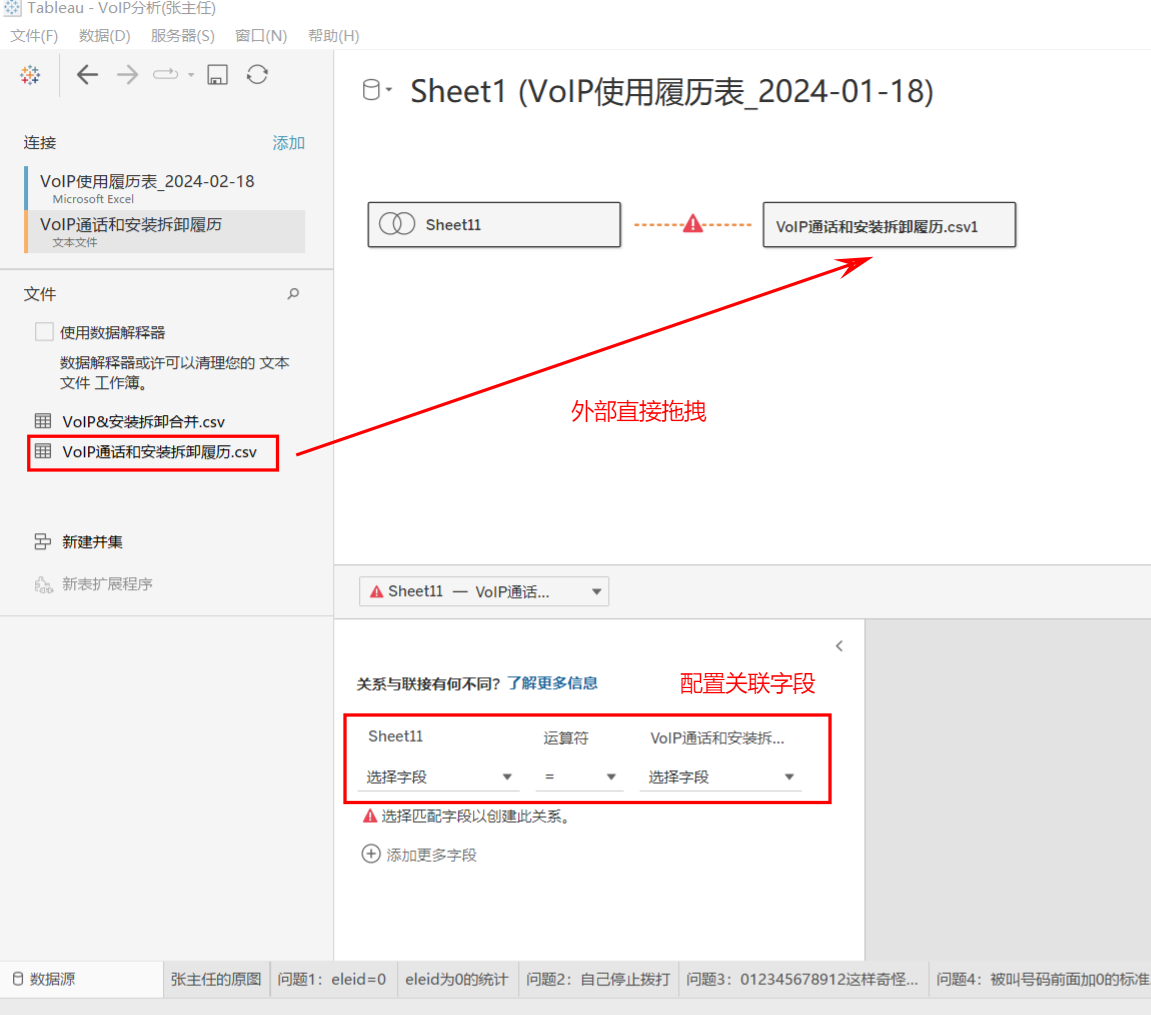 Tableau - VoIP分析(张主任)
文件(F) 数据(D) 服务器(S) 窗口(N) 帮助(H)
Sheet1 (VoIP使用履历表_2024-01-18)
连接 添加
VoIP使用履历表_2024-02-18
Microsoft Excel
VoIP通话和安装拆卸履历
文本文件
Sheet11
VoIP通话和安装拆卸履历.csv1
文件
使用数据解释器
数据解释器或许可以清理您的 文本
文件 工作簿。
VoIP&安装拆卸合并.csv
VoIP通话和安装拆卸履历.csv
外部直接拖拽
新建并集
新表扩展程序
Sheet11 — VoIP通话...
关系与联接有何不同? 了解更多信息
配置关联字段
Sheet11 运算符 VoIP通话和安装拆...
选择字段 = 选择字段
选择匹配字段以创建此关系。
添加更多字段
数据源 张主任的原图 问题1：eleid=0 eleid为0的统计 问题2：自己停止拨打 问题3：012345678912这样奇怪... 问题4：被叫号码前面加0的标准